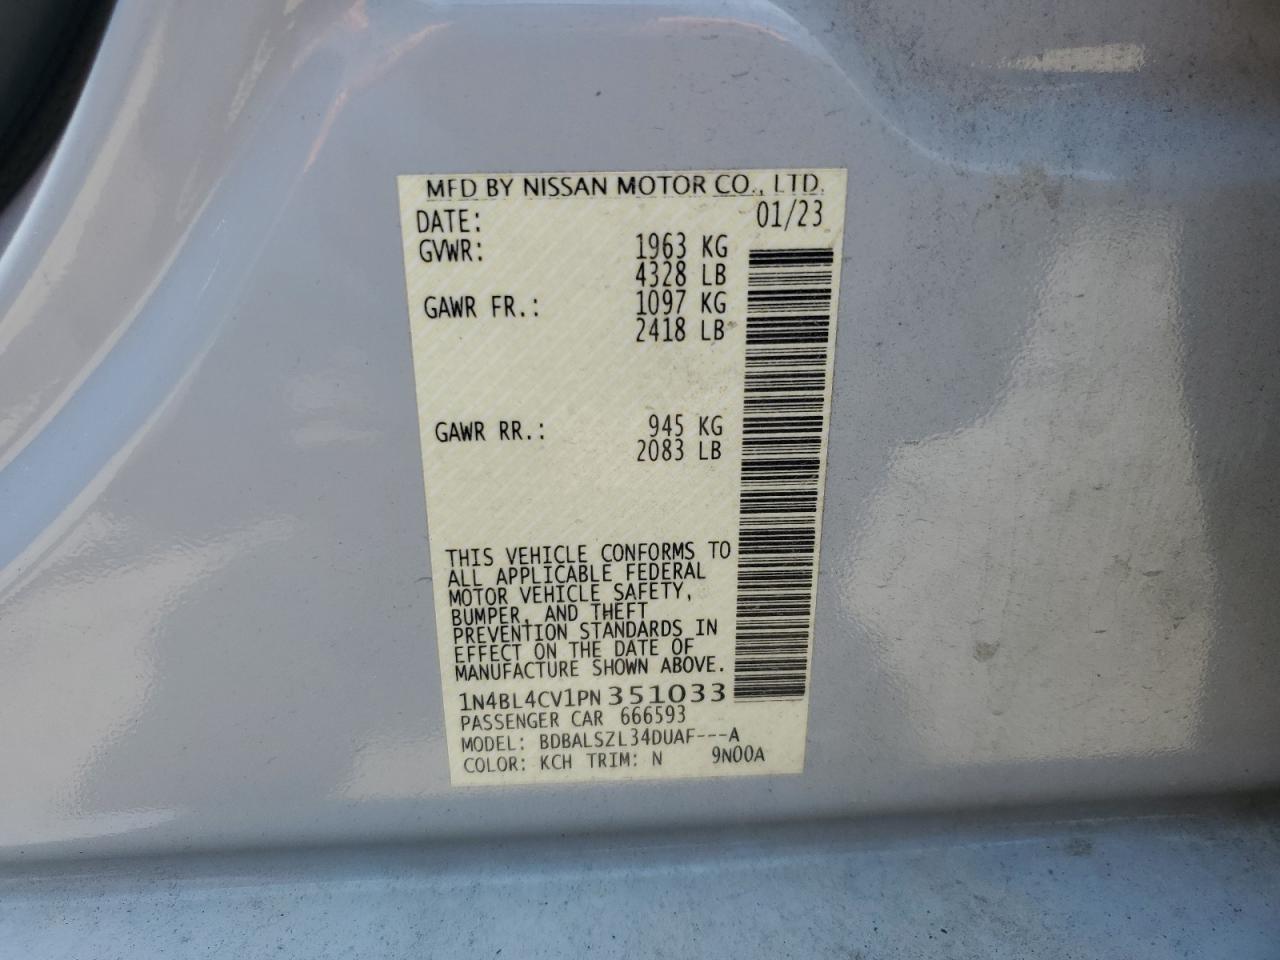 MFD BY NISSAN MOTOR CO., LTD.
DATE: 01/23
GVWR: 1963 KG
4328 LB
GAWR FR.: 1097 KG
2418 LB
GAWR RR.: 945 KG
2083 LB
THIS VEHICLE CONFORMS TO
ALL APPLICABLE FEDERAL
MOTOR VEHICLE SAFETY,
BUMPER, AND THEFT
PREVENTION STANDARDS IN
EFFECT ON THE DATE OF
MANUFACTURE SHOWN ABOVE.
1N4BL4CV1PN351033
PASSENGER CAR 666593
MODEL: BDBALSZL34DUAF---A
COLOR: KCH TRIM: N 9N00A